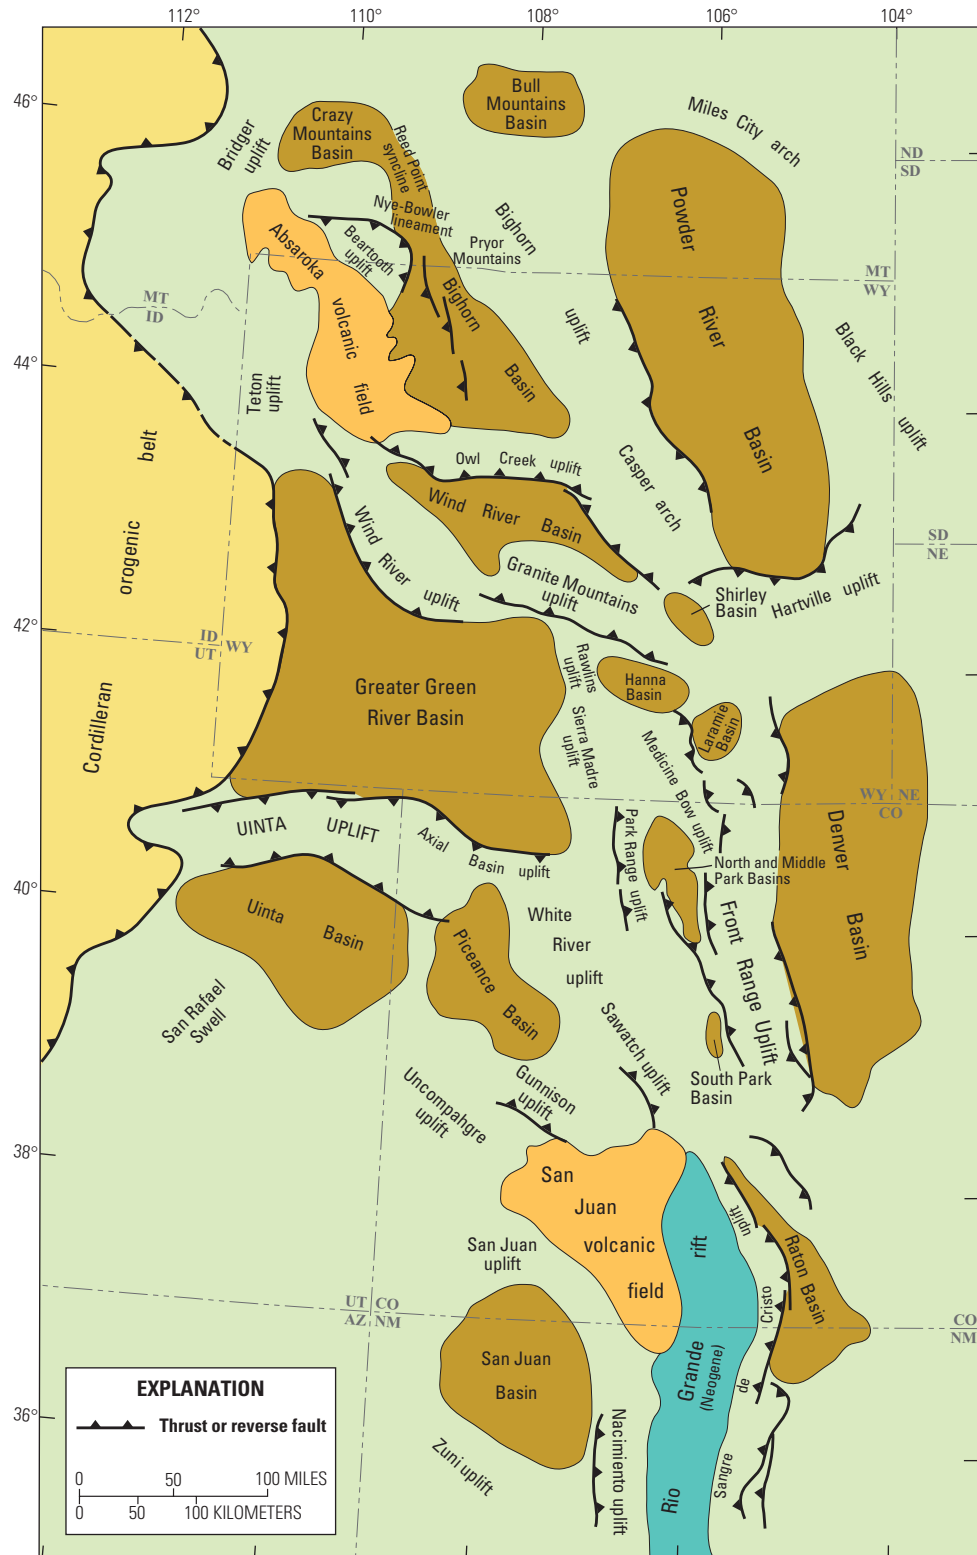 112°
110°
108°
106°
104°
46°
44°
42°
40°
38°
36°
Bull
Mountains
Basin
Crazy
Mountains
Basin
Miles City arch
Bridger
uplift
Reed Point
syncline
ND
SD
Nye-Bowler
lineament
Powder
River
Basin
Absaroka
volcanic
field
Beartooth
uplift
Pryor
Mountains
Bighorn
uplift
Bighorn
Basin
MT
WY
MT
ID
Black Hills
uplift
Teton
uplift
Cordilleran
orogenic
belt
Owl Creek uplift
Casper arch
Wind River Basin
Wind
River
uplift
Granite Mountains
uplift
SD
NE
Shirley
Basin
Hartville uplift
ID
UT
WY
Greater Green
River Basin
Rawlins
uplift
Hanna
Basin
Laramie
Basin
Sierra Madre
uplift
Medicine Bow uplift
WY
NE
CO
UINTA UPLIFT
Axial
Basin uplift
Park Range uplift
North and Middle
Park Basins
Denver
Basin
Uinta
Basin
Piceance
Basin
White
River
uplift
Front Range Uplift
San Rafael
Swell
Sawatch uplift
South Park
Basin
Uncompahgre
uplift
Gunnison
uplift
San
Juan
volcanic
field
Raton Basin
San Juan
uplift
UT
CO
AZ
NM
CO
NM
San Juan
Basin
Rio
Grande
rift
(Neogene)
Sangre
de
Cristo
uplift
Zuni uplift
Nacimiento uplift
EXPLANATION
Thrust or reverse fault
0 50 100 MILES
0 50 100 KILOMETERS